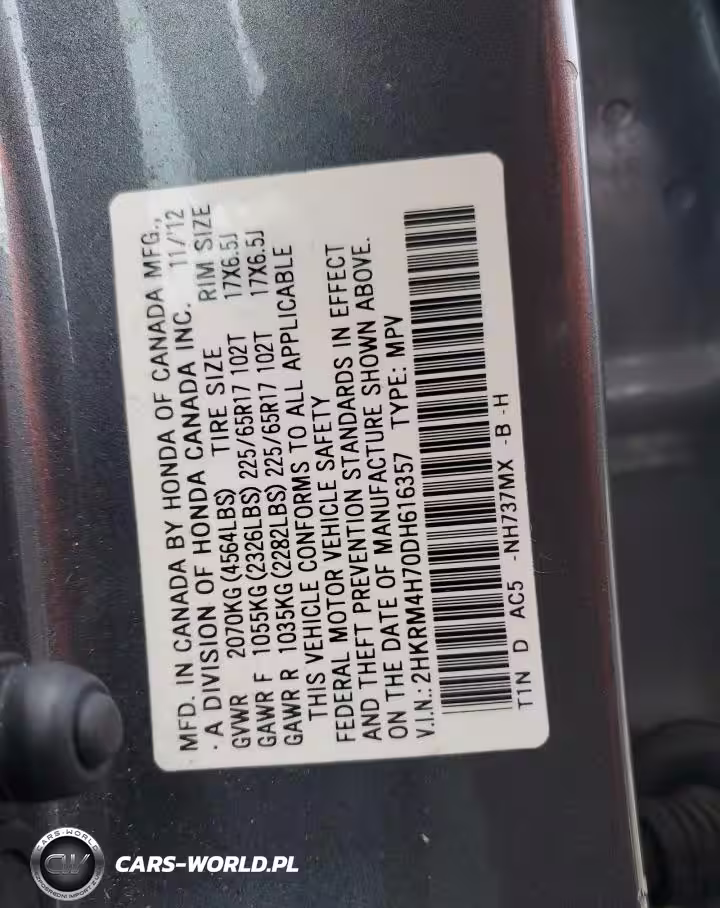 MFD. IN CANADA BY HONDA OF CANADA MFG.,
· A DIVISION OF HONDA CANADA INC. 11/'12
GVWR 2070KG(4564LBS) TIRE SIZE RIM SIZE
GAWR F 1055KG(2326LBS) 225/65R17 102T 17X6.5J
GAWR R 1035KG(2282LBS) 225/65R17 102T 17X6.5J
THIS VEHICLE CONFORMS TO ALL APPLICABLE
FEDERAL MOTOR VEHICLE SAFETY
AND THEFT PREVENTION STANDARDS IN EFFECT
ON THE DATE OF MANUFACTURE SHOWN ABOVE.
V.I.N.: 2HKRM4H70DH616357 TYPE: MPV
T1N D AC5 -NH737MX -B -H
CARS-WORLD
CW
CARS-WORLD.PL